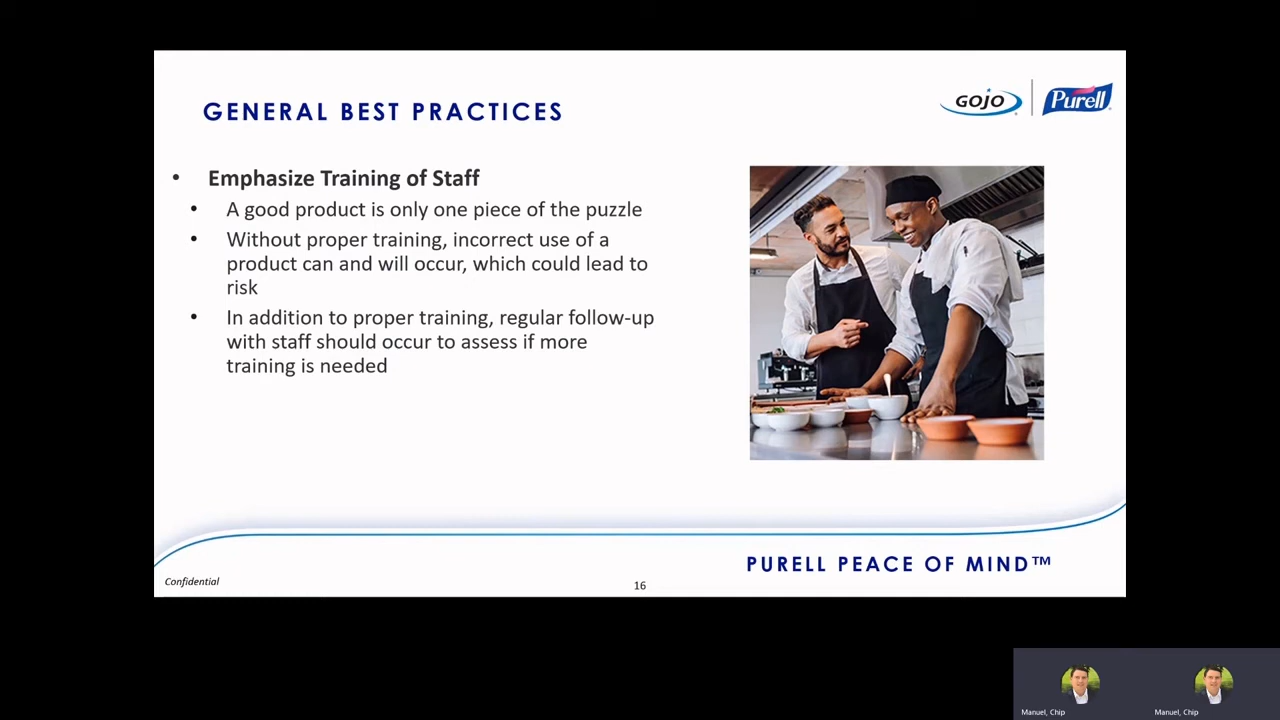 GENERAL BEST PRACTICES
GOJO
Purell
• Emphasize Training of Staff
• A good product is only one piece of the puzzle
• Without proper training, incorrect use of a
product can and will occur, which could lead to
risk
• In addition to proper training, regular follow-up
with staff should occur to assess if more
training is needed
PURELL PEACE OF MIND™
Confidential
16
Manuel, Chip
Manuel, Chip